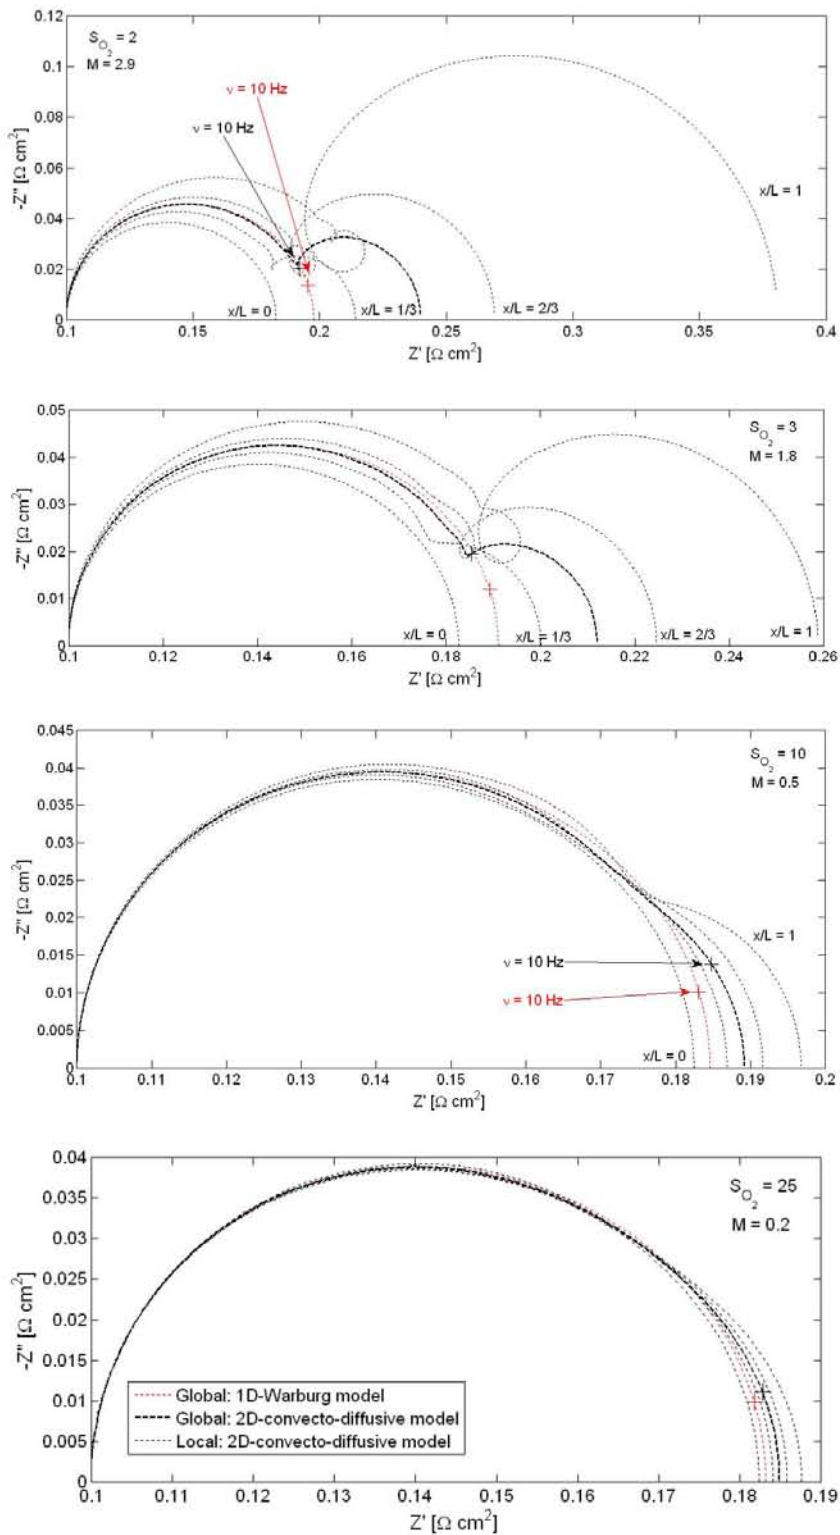 S_O2 = 2
M = 2.9
ν = 10 Hz
ν = 10 Hz
x/L = 1
x/L = 0
x/L = 1/3
x/L = 2/3
-Z'' [Ω cm²]
0.12
0.1
0.08
0.06
0.04
0.02
0
0.1 0.15 0.2 0.25 0.3 0.35 0.4
Z' [Ω cm²]
S_O2 = 3
M = 1.8
-Z'' [Ω cm²]
0.05
0.04
0.03
0.02
0.01
0
x/L = 0
x/L = 1/3
x/L = 2/3
x/L = 1
0.1 0.12 0.14 0.16 0.18 0.2 0.22 0.24 0.26
Z' [Ω cm²]
S_O2 = 10
M = 0.5
-Z'' [Ω cm²]
0.045
0.04
0.035
0.03
0.025
0.02
0.015
0.01
0.005
0
x/L = 1
ν = 10 Hz
ν = 10 Hz
x/L = 0
0.1 0.11 0.12 0.13 0.14 0.15 0.16 0.17 0.18 0.19 0.2
Z' [Ω cm²]
S_O2 = 25
M = 0.2
-Z'' [Ω cm²]
0.04
0.035
0.03
0.025
0.02
0.015
0.01
0.005
0
Global: 1D-Warburg model
Global: 2D-convecto-diffusive model
Local: 2D-convecto-diffusive model
0.1 0.11 0.12 0.13 0.14 0.15 0.16 0.17 0.18 0.19
Z' [Ω cm²]